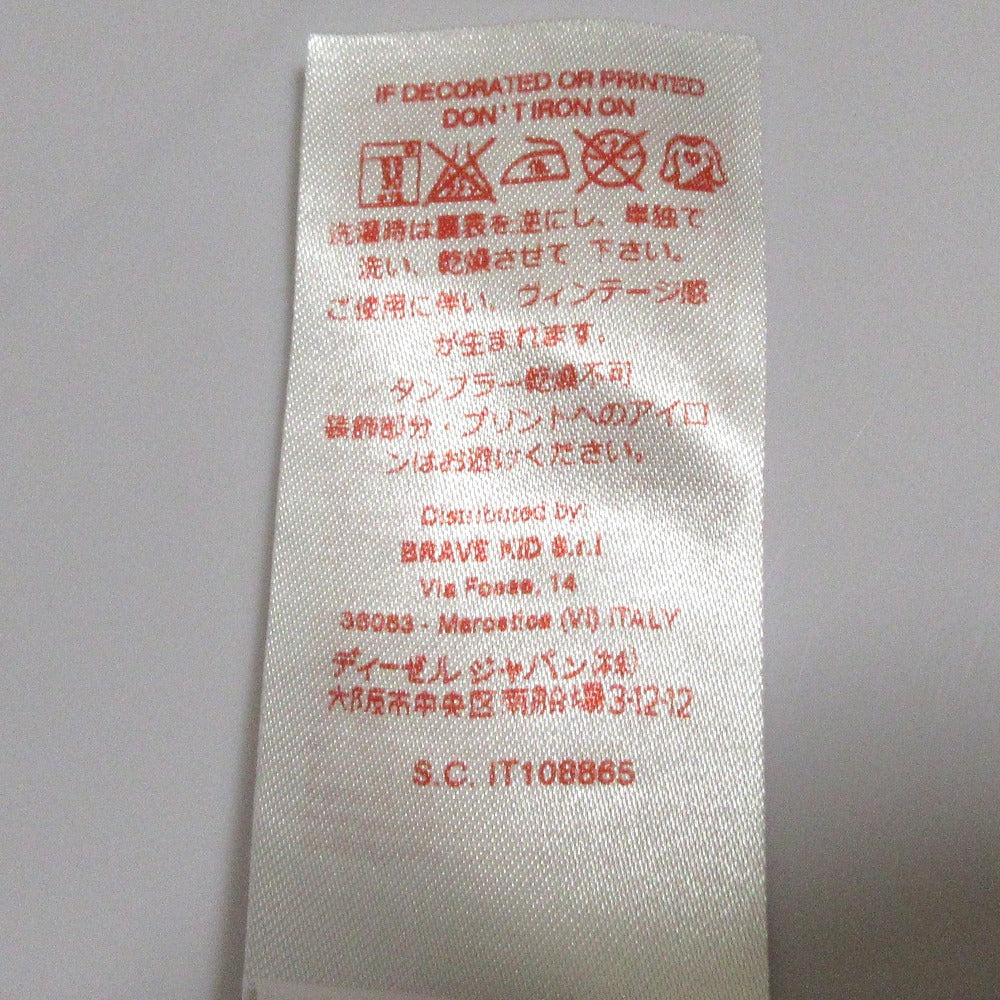 IF DECORATED OR PRINTED
DON'T IRON ON
洗濯時は裏表を逆にし、単独で
洗い、乾燥させて 下さい。
ご使用に伴い、ヴィンテージ感
が生まれます。
タンブラー乾燥不可
装飾部分・プリントへのアイロ
ンはお避けください。
Distributed by:
BRAVE KID S.r.l
Via Fosse, 14
36063 - Marostica (VI) ITALY
ディーゼルジャパン(株)
大阪市中央区南船場3-12-12
S.C. IT108865